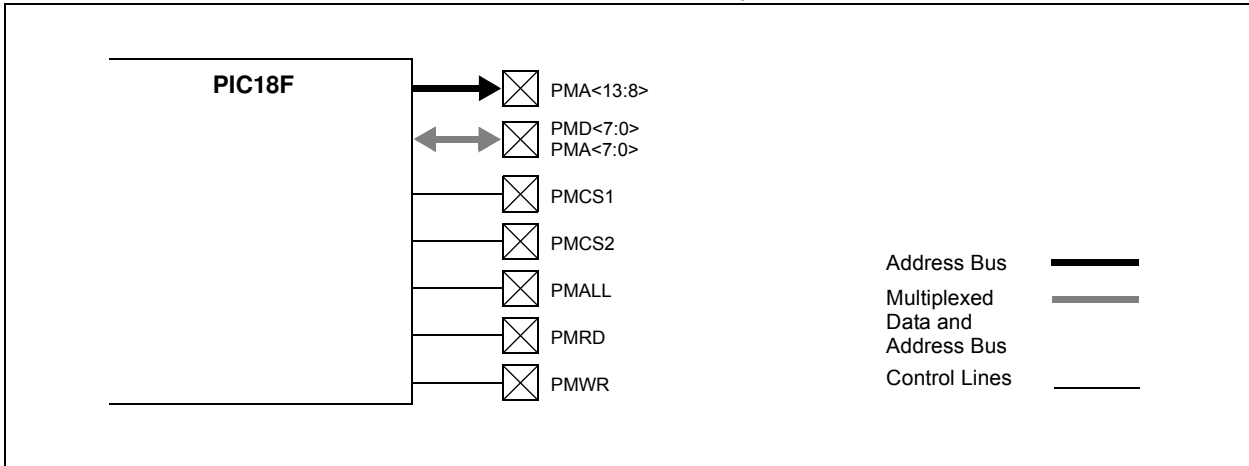 PIC18F
PMA<13:8>
PMD<7:0>
PMA<7:0>
PMCS1
PMCS2
PMALL
PMRD
PMWR
Address Bus
Multiplexed
Data and
Address Bus
Control Lines